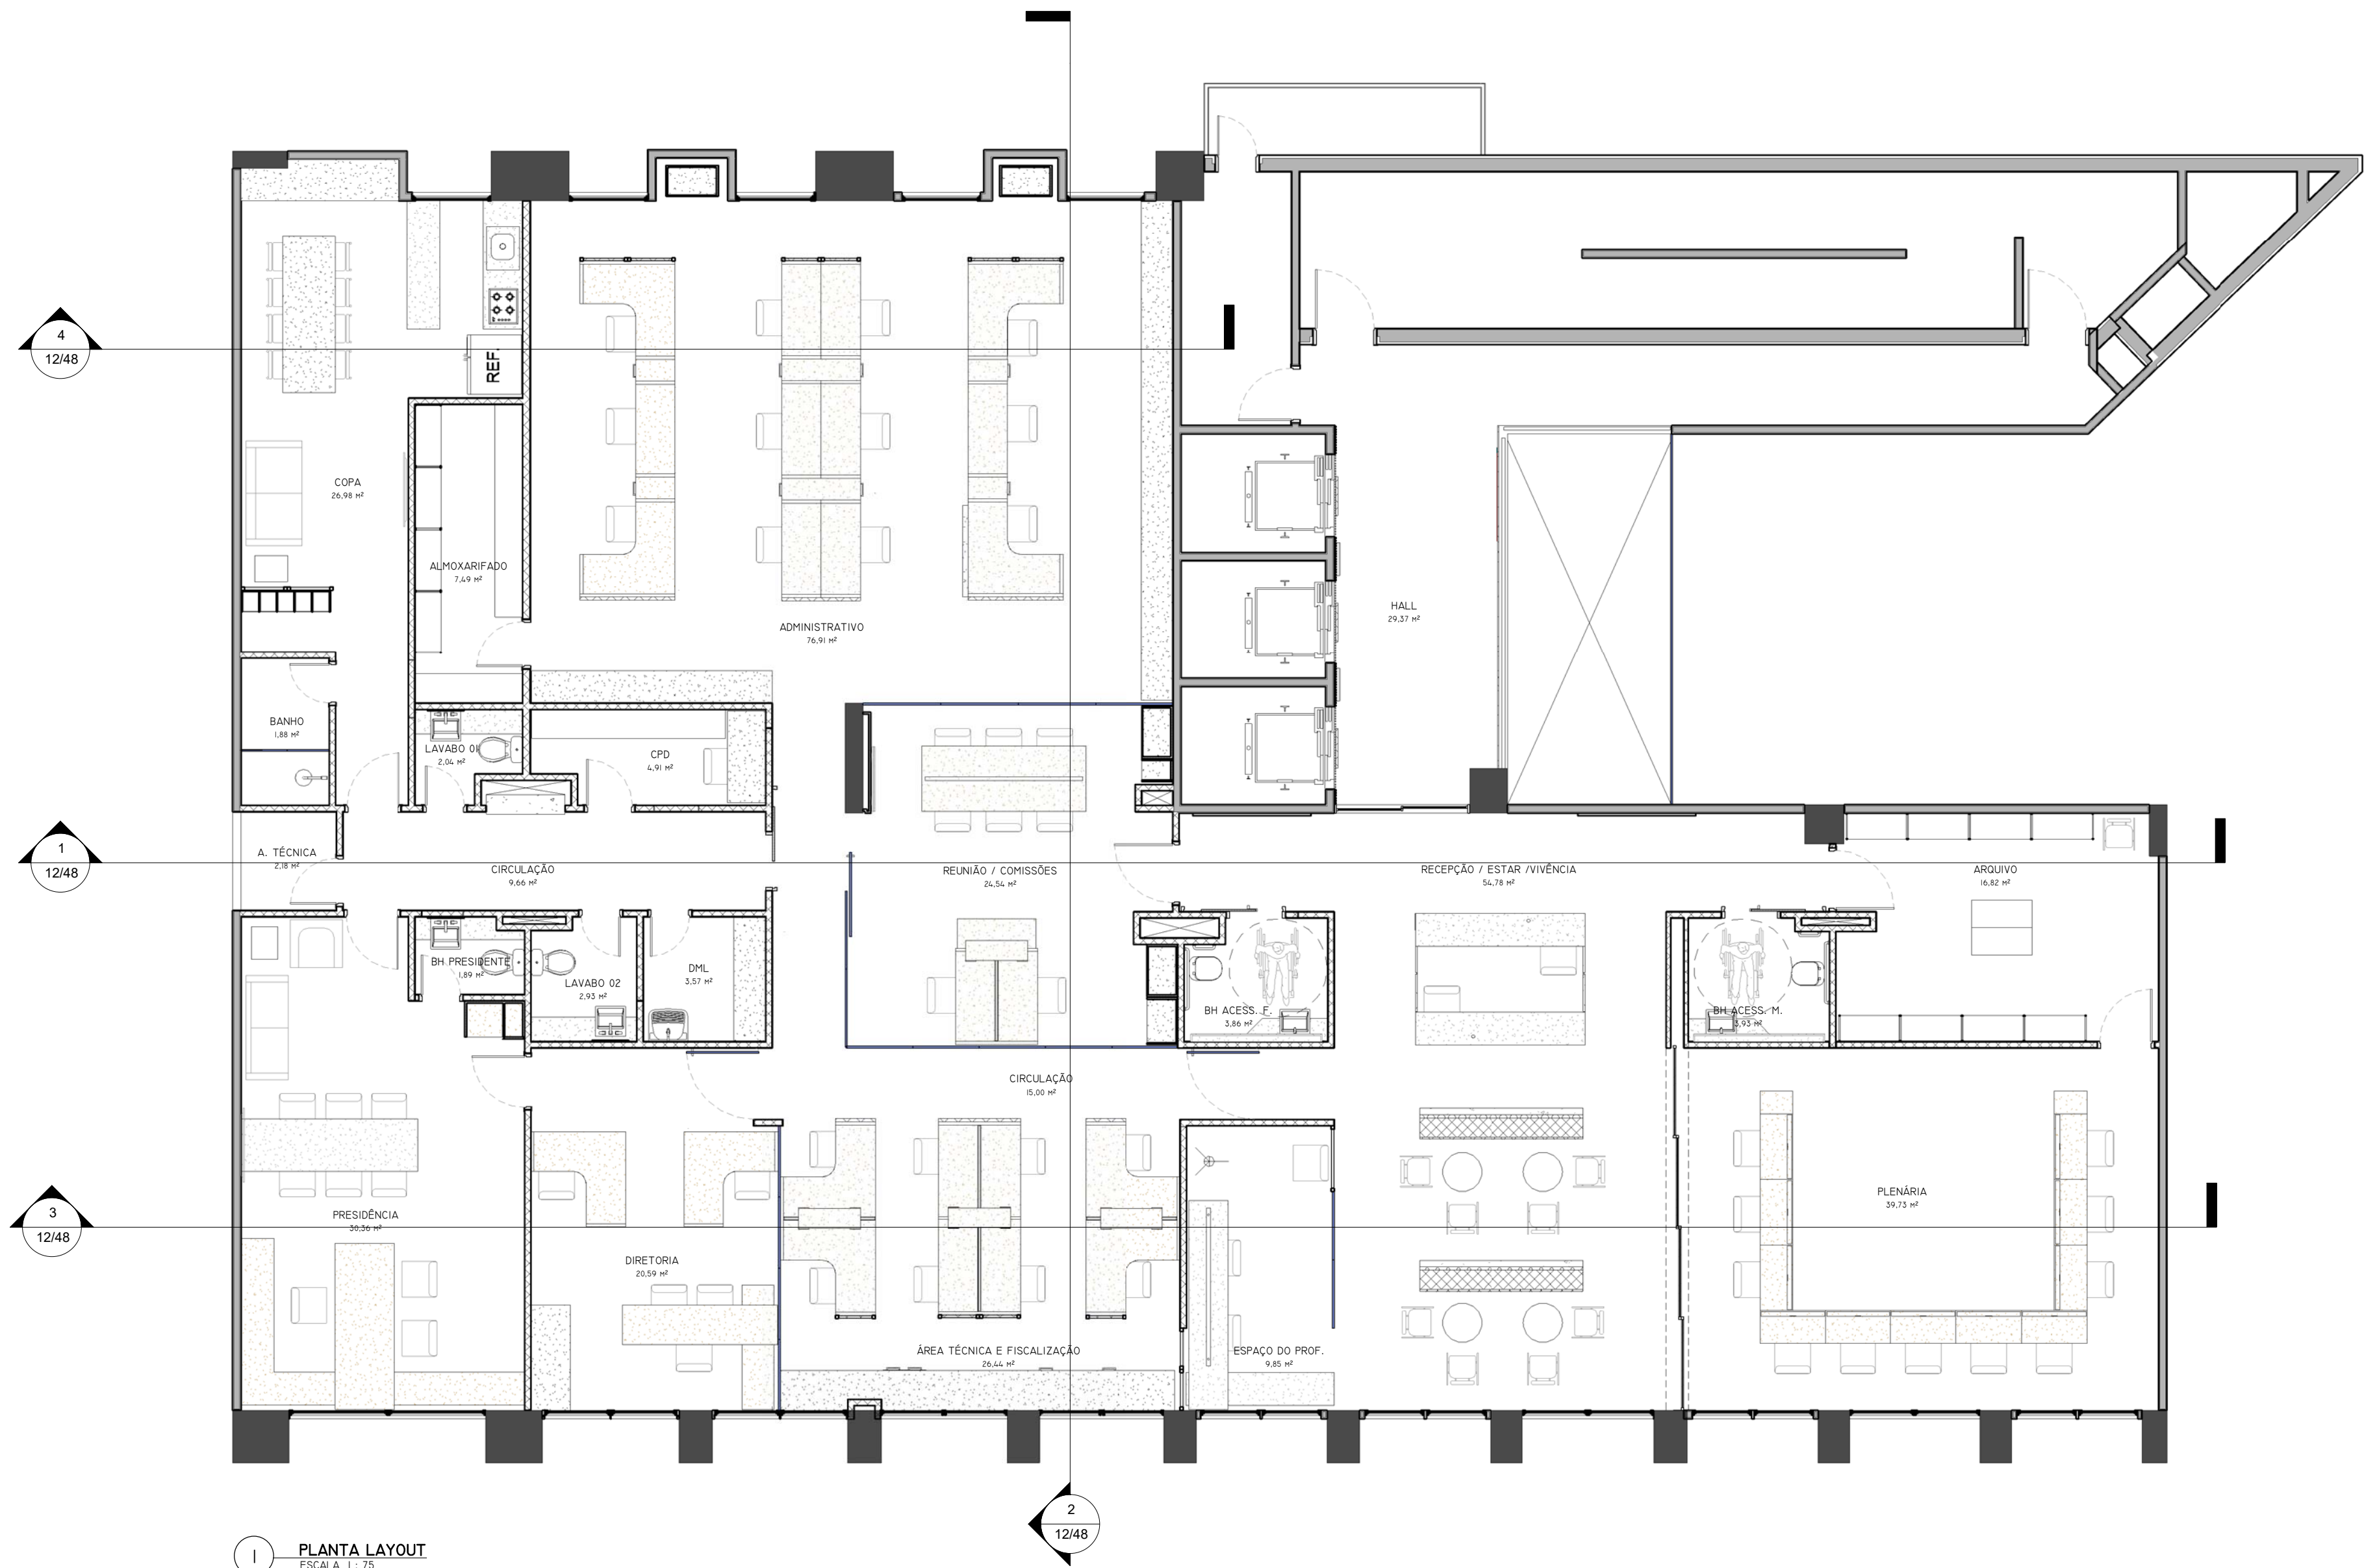 4
12/48
REF.
COPA
26,98 M²
ALMOXARIFADO
7,49 M²
ADMINISTRATIVO
76,91 M²
HALL
29,37 M²
BANHO
1,88 M²
LAVABO 01
2,04 M²
CPD
4,91 M²
1
12/48
A. TÉCNICA
2,18 M²
CIRCULAÇÃO
9,66 M²
REUNIÃO / COMISSÕES
24,54 M²
RECEPÇÃO / ESTAR /VIVÊNCIA
54,78 M²
ARQUIVO
16,82 M²
BH PRESIDENTE
1,89 M²
LAVABO 02
2,93 M²
DML
3,57 M²
BH ACESS. F.
3,86 M²
BH ACESS. M.
3,93 M²
CIRCULAÇÃO
15,00 M²
3
12/48
PRESIDÊNCIA
30,36 M²
DIRETORIA
20,59 M²
PLENÁRIA
39,73 M²
ÁREA TÉCNICA E FISCALIZAÇÃO
26,44 M²
ESPAÇO DO PROF.
9,85 M²
2
12/48
1
PLANTA LAYOUT
ESCALA 1 : 75